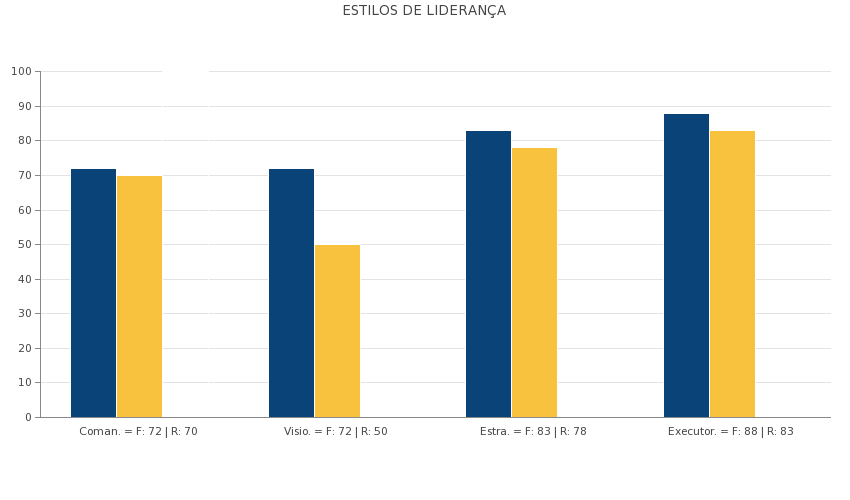 ESTILOS DE LIDERANÇA
100
90
80
70
60
50
40
30
20
10
0
Coman. = F: 72 | R: 70
Visio. = F: 72 | R: 50
Estra. = F: 83 | R: 78
Executor. = F: 88 | R: 83